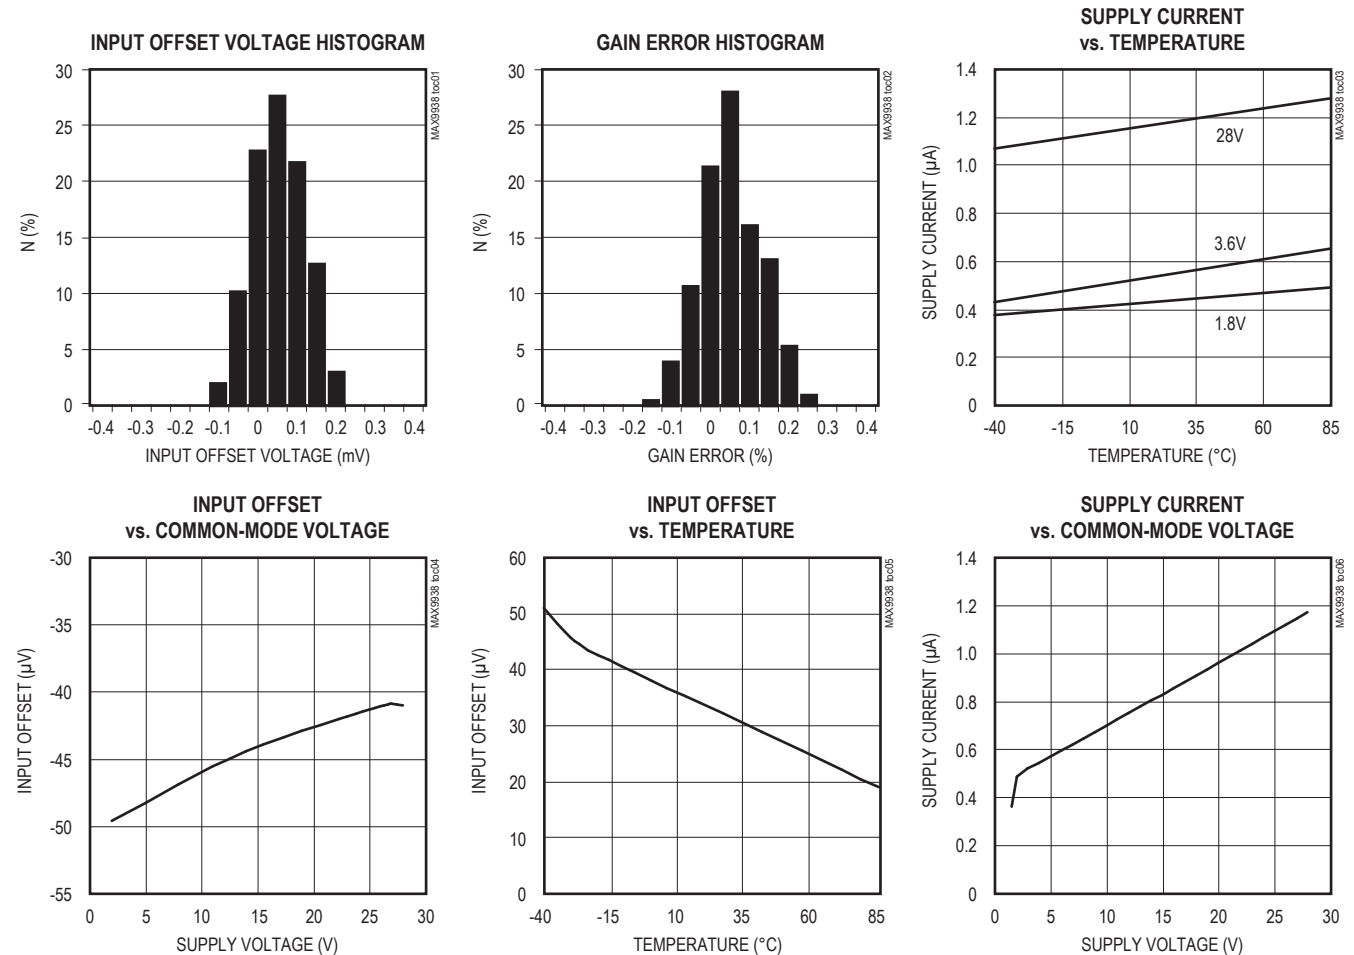 INPUT OFFSET VOLTAGE HISTOGRAM
MAX9938 toc01
30
25
20
15
10
5
0
N (%)
-0.4 -0.3 -0.2 -0.1 0 0.1 0.2 0.3 0.4
INPUT OFFSET VOLTAGE (mV)
GAIN ERROR HISTOGRAM
MAX9938 toc02
30
25
20
15
10
5
0
N (%)
-0.4 -0.3 -0.2 -0.1 0 0.1 0.2 0.3 0.4
GAIN ERROR (%)
SUPPLY CURRENT
vs. TEMPERATURE
MAX9938 toc03
1.4
1.2
1.0
0.8
0.6
0.4
0.2
0
SUPPLY CURRENT (µA)
28V
3.6V
1.8V
-40 -15 10 35 60 85
TEMPERATURE (°C)
INPUT OFFSET
vs. COMMON-MODE VOLTAGE
MAX9938 toc04
-30
-35
-40
-45
-50
-55
INPUT OFFSET (µV)
0 5 10 15 20 25 30
SUPPLY VOLTAGE (V)
INPUT OFFSET
vs. TEMPERATURE
MAX9938 toc05
60
50
40
30
20
10
0
INPUT OFFSET (µV)
-40 -15 10 35 60 85
TEMPERATURE (°C)
SUPPLY CURRENT
vs. COMMON-MODE VOLTAGE
MAX9938 toc06
1.4
1.2
1.0
0.8
0.6
0.4
0.2
0
SUPPLY CURRENT (µA)
0 5 10 15 20 25 30
SUPPLY VOLTAGE (V)